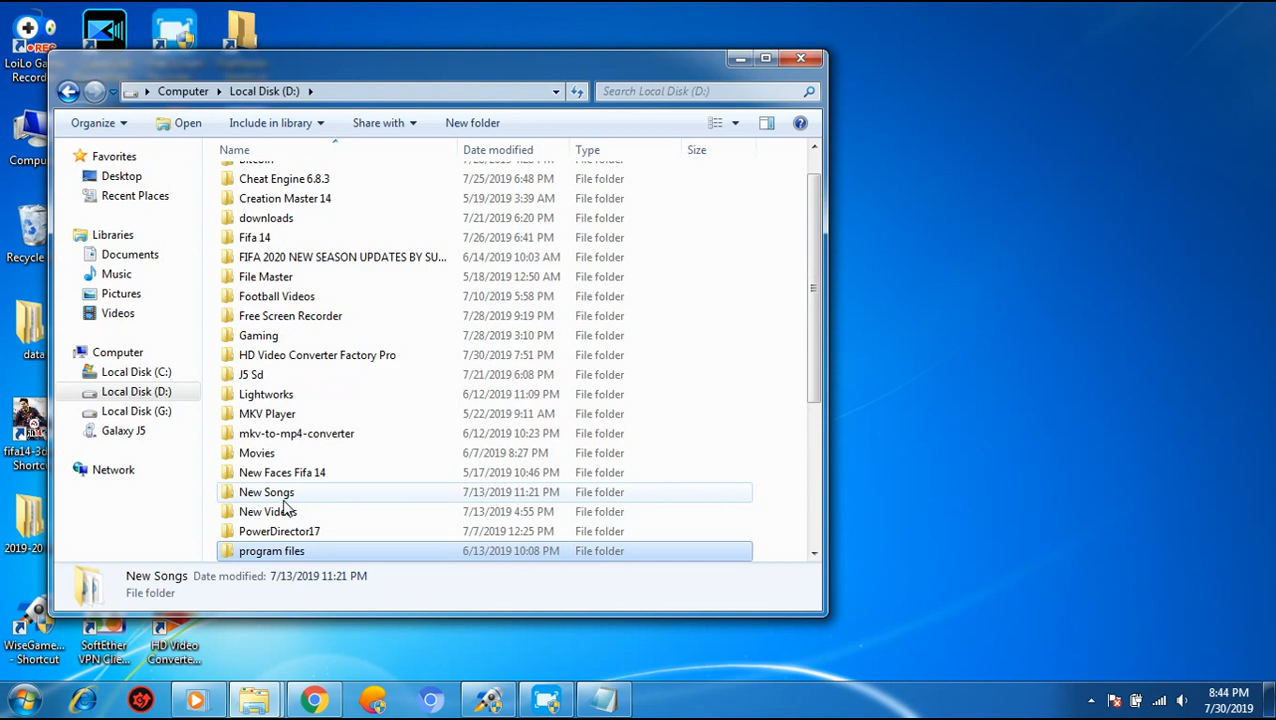 LoiLo Ga...
Record...
Computer
Local Disk (D:)
Search Local Disk (D:)
Organize
Open
Include in library
Share with
New folder
Favorites
Desktop
Recent Places
Libraries
Documents
Music
Pictures
Videos
Computer
Local Disk (C:)
Local Disk (D:)
Local Disk (G:)
Galaxy J5
Network
Name
Date modified
Type
Size
Cheat Engine 6.8.3 7/25/2019 6:48 PM File folder
Creation Master 14 5/19/2019 3:39 AM File folder
downloads 7/21/2019 6:20 PM File folder
Fifa 14 7/26/2019 6:41 PM File folder
FIFA 2020 NEW SEASON UPDATES BY SU... 6/14/2019 10:03 AM File folder
File Master 5/18/2019 12:50 AM File folder
Football Videos 7/10/2019 5:58 PM File folder
Free Screen Recorder 7/28/2019 9:19 PM File folder
Gaming 7/28/2019 3:10 PM File folder
HD Video Converter Factory Pro 7/30/2019 7:51 PM File folder
J5 Sd 7/21/2019 6:08 PM File folder
Lightworks 6/12/2019 11:09 PM File folder
MKV Player 5/22/2019 9:11 AM File folder
mkv-to-mp4-converter 6/12/2019 10:23 PM File folder
Movies 6/7/2019 8:27 PM File folder
New Faces Fifa 14 5/17/2019 10:46 PM File folder
New Songs 7/13/2019 11:21 PM File folder
New Videos 7/13/2019 4:55 PM File folder
PowerDirector17 7/7/2019 12:25 PM File folder
program files 6/13/2019 10:08 PM File folder
New Songs Date modified: 7/13/2019 11:21 PM
File folder
Compu
Recycle
data
fifa14-3d
Shortc
2019-20
WiseGame...
- Shortcut
SoftEther
VPN Clie...
HD Video
Converte...
8:44 PM
7/30/2019